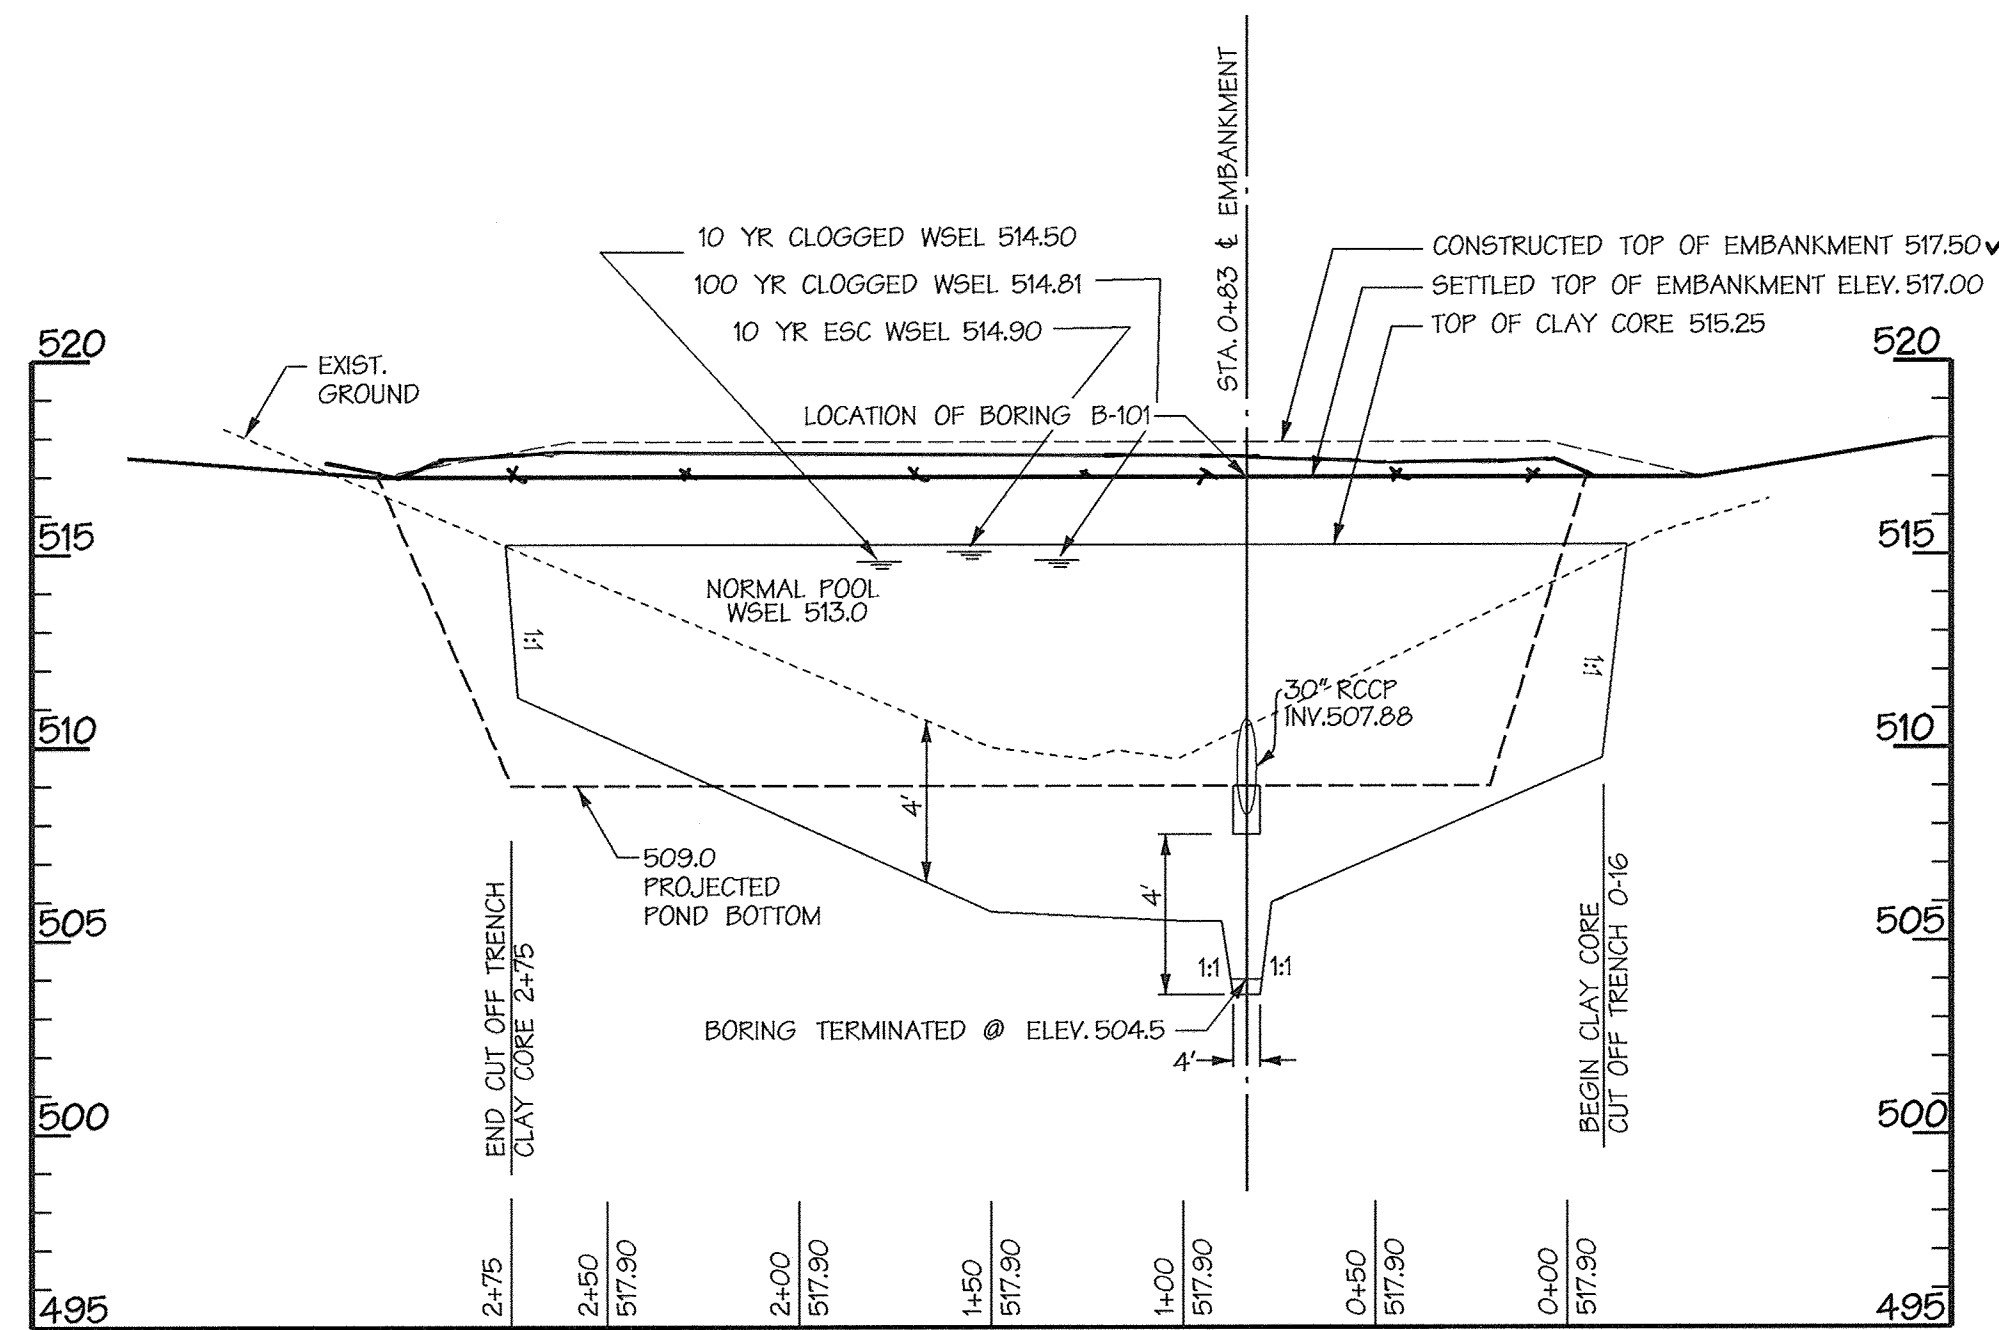 STA. 0+83 ℄ EMBANKMENT
10 YR CLOGGED WSEL 514.50
100 YR CLOGGED WSEL 514.81
10 YR ESC WSEL 514.90
LOCATION OF BORING B-101
CONSTRUCTED TOP OF EMBANKMENT 517.50
SETTLED TOP OF EMBANKMENT ELEV. 517.00
TOP OF CLAY CORE 515.25
520
515
510
505
500
495
520
515
510
505
500
495
EXIST.
GROUND
NORMAL POOL
WSEL 513.0
1:1
1:1
30" RCCP
INV. 507.88
4'
4'
509.0
PROJECTED
POND BOTTOM
1:1
1:1
BORING TERMINATED @ ELEV. 504.5
4'
END CUT OFF TRENCH
CLAY CORE 2+75
BEGIN CLAY CORE
CUT OFF TRENCH 0-16
2+75
2+50
517.90
2+00
517.90
1+50
517.90
1+00
517.90
0+50
517.90
0+00
517.90